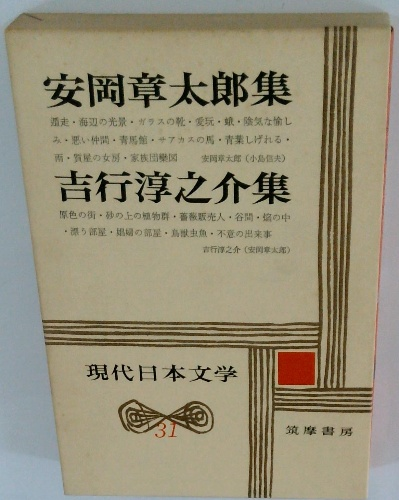 安岡章太郎集
遁走・海辺の光景・ガラスの靴・愛玩・蛾・陰気な愉し
み・悪い仲間・青馬館・サアカスの馬・青葉しげれる・
雨・質屋の女房・家族団欒図 安岡章太郎（小島信夫）
吉行淳之介集
原色の街・砂の上の植物群・薔薇販売人・谷間・焔の中
・漂う部屋・娼婦の部屋・鳥獣虫魚・不意の出来事
吉行淳之介（安岡章太郎）
現代日本文学
31
筑摩書房